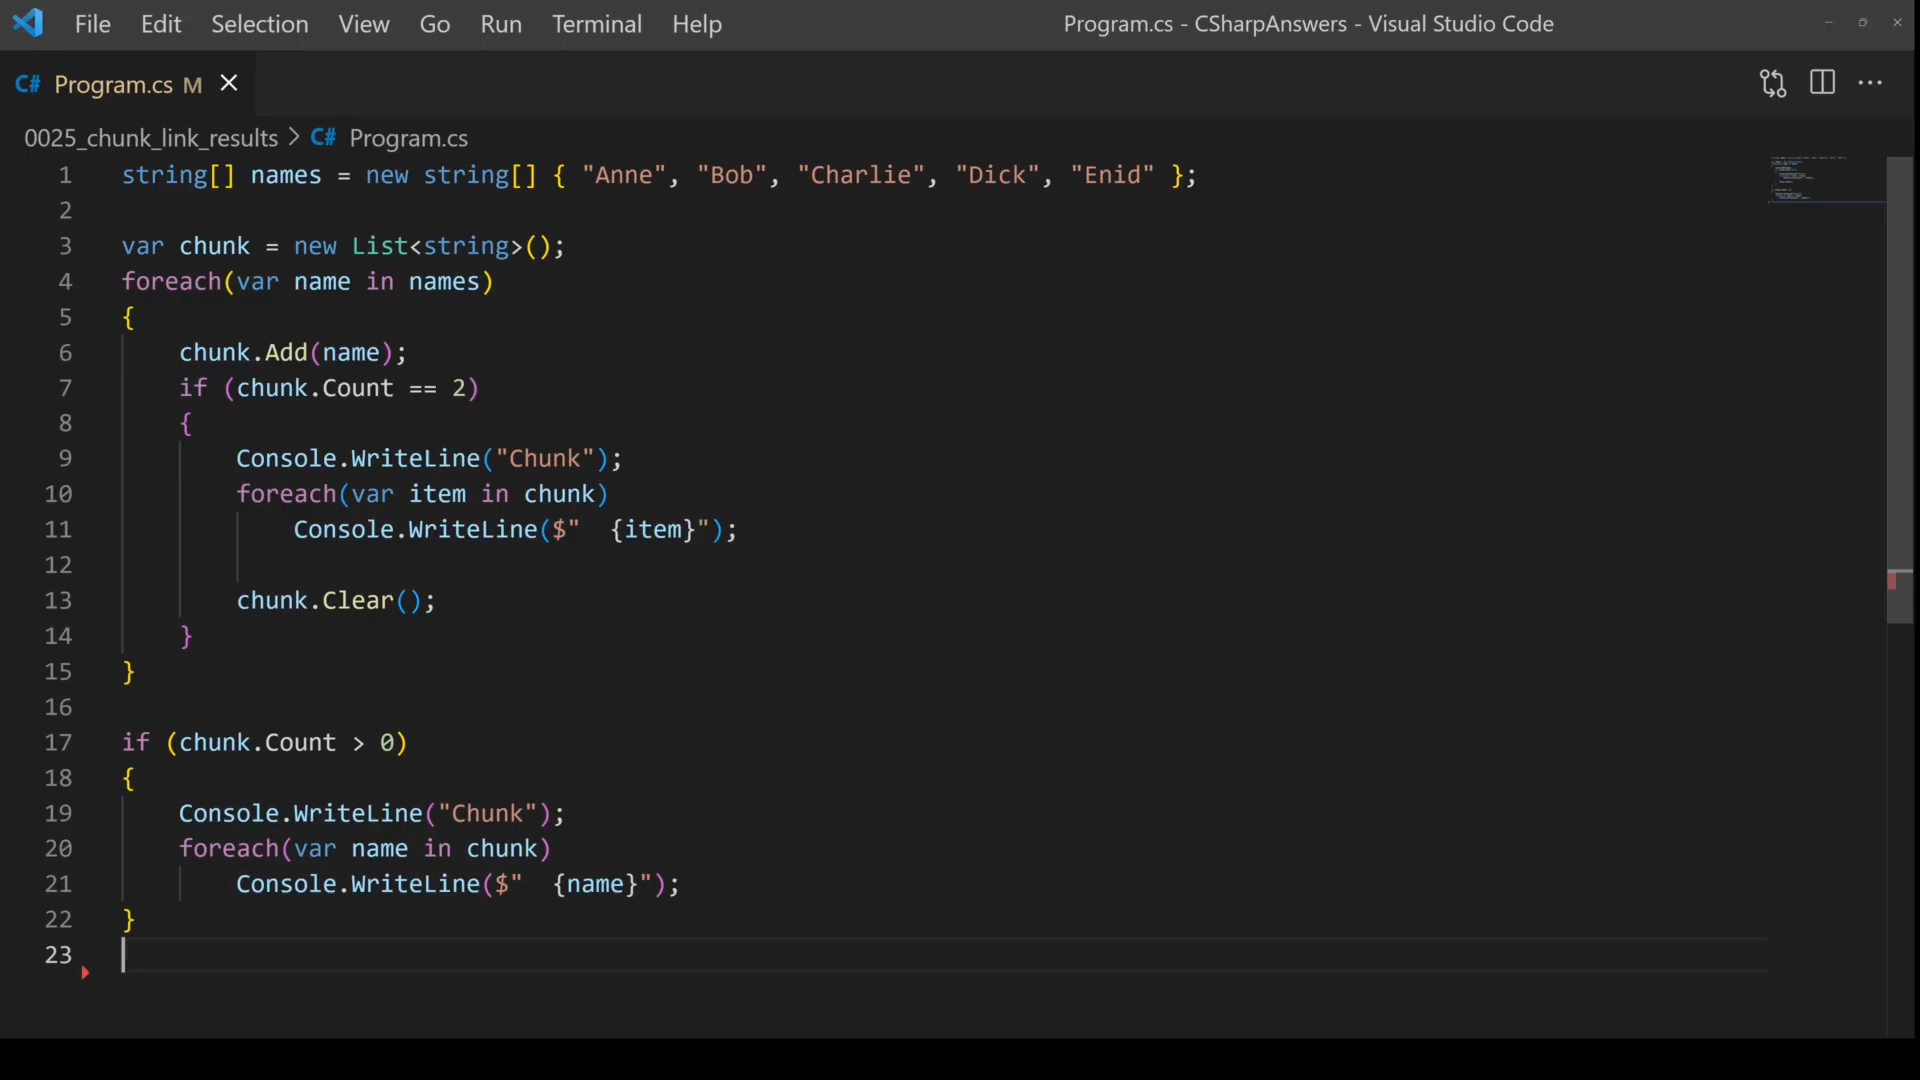 File Edit Selection View Go Run Terminal Help Program.cs - CSharpAnswers - Visual Studio Code
C# Program.cs M
0025_chunk_link_results > C# Program.cs
1 string[] names = new string[] { "Anne", "Bob", "Charlie", "Dick", "Enid" };
2
3 var chunk = new List<string>();
4 foreach(var name in names)
5 {
6     chunk.Add(name);
7     if (chunk.Count == 2)
8     {
9         Console.WriteLine("Chunk");
10         foreach(var item in chunk)
11             Console.WriteLine($"  {item}");
12
13         chunk.Clear();
14     }
15 }
16
17 if (chunk.Count > 0)
18 {
19     Console.WriteLine("Chunk");
20     foreach(var name in chunk)
21         Console.WriteLine($"  {name}");
22 }
23